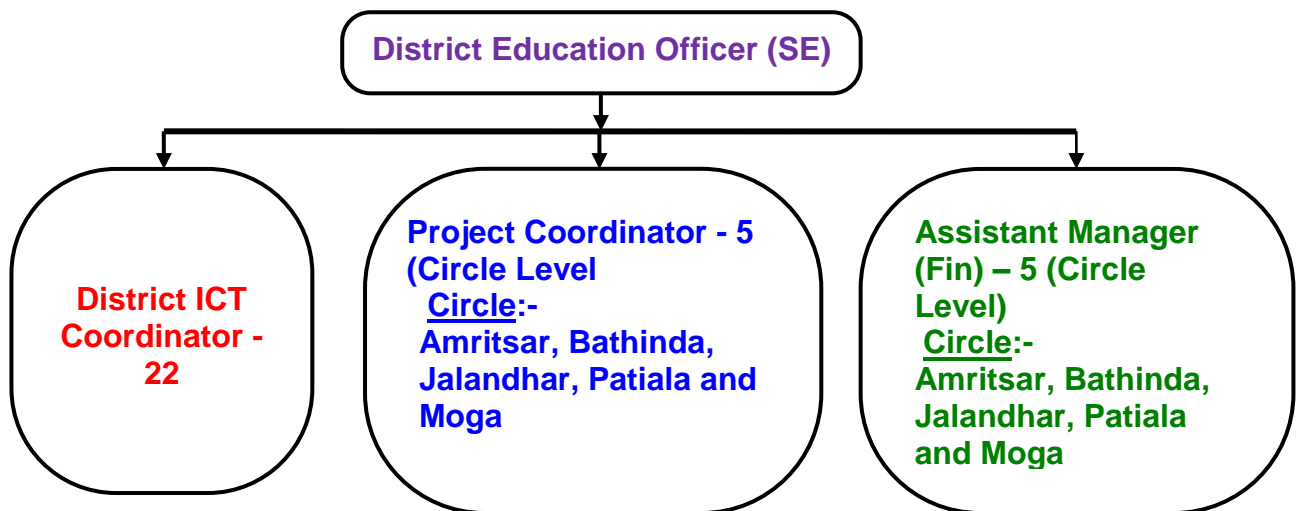 District Education Officer (SE)
District ICT
Coordinator -
22
Project Coordinator - 5
(Circle Level
Circle:-
Amritsar, Bathinda,
Jalandhar, Patiala and
Moga
Assistant Manager
(Fin) – 5 (Circle
Level)
Circle:-
Amritsar, Bathinda,
Jalandhar, Patiala
and Moga